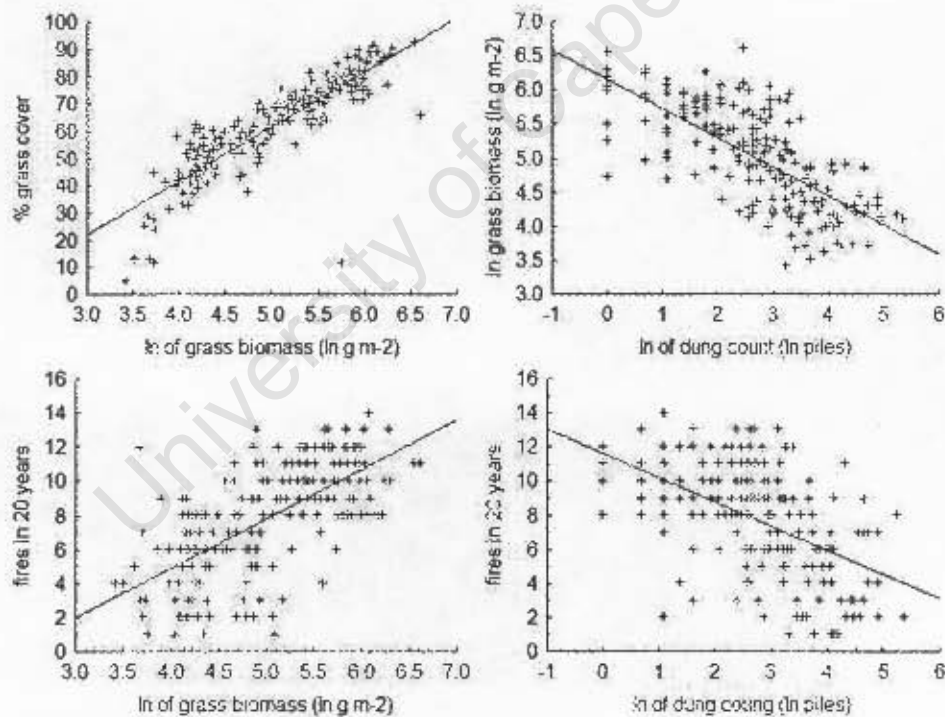 100
90
80
70
60
50
40
30
20
10
0
3.0 3.5 4.0 4.5 5.0 5.5 6.0 6.5 7.0
% grass cover
ln of grass biomass (ln g m-2)
7.0
6.5
6.0
5.5
5.0
4.5
4.0
3.5
3.0
-1 0 1 2 3 4 5 6
ln grass biomass (ln g m-2)
ln of dung count (ln piles)
16
14
12
10
8
6
4
2
0
3.0 3.5 4.0 4.5 5.0 5.5 6.0 6.5 7.0
fires in 20 years
ln of grass biomass (ln g m-2)
16
14
12
10
8
6
4
2
0
-1 0 1 2 3 4 5 6
fires in 20 years
ln of dung (ln piles)
University of Cape